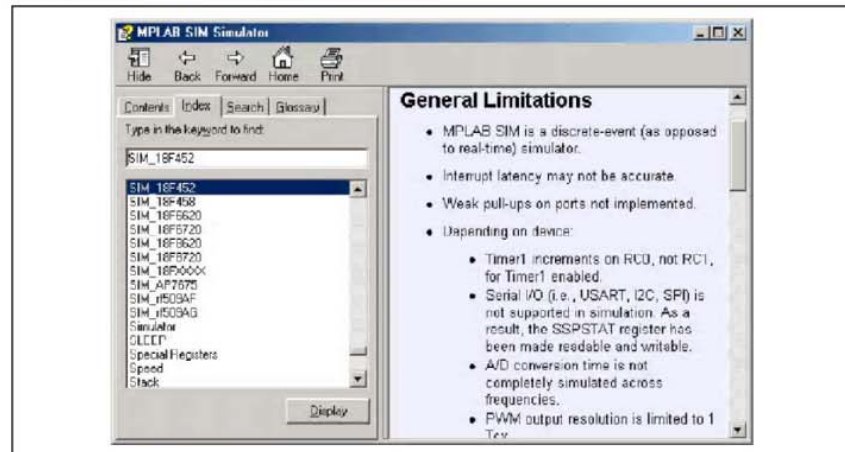 MPLAB SIM Simulator
Hide Back Forward Home Print
Contents Index Search Glossary
Type in the keyword to find:
SIM_18F452
SIM_18F452
SIM_18F458
SIM_18F6620
SIM_18F6720
SIM_18F8620
SIM_18F8720
SIM_18FXXXX
SIM_AP7675
SIM_rf509AF
SIM_rf509AG
Simulator
SLEEP
Special Registers
Speed
Stack
Display
General Limitations
• MPLAB SIM is a discrete-event (as opposed
to real-time) simulator.
• Interrupt latency may not be accurate.
• Weak pull-ups on ports not implemented.
• Depending on device:
• Timer1 increments on RC0, not RC1,
for Timer1 enabled.
• Serial I/O (i.e., USART, I2C, SPI) is
not supported in simulation. As a
result, the SSPSTAT register has
been made readable and writable.
• A/D conversion time is not
completely simulated across
frequencies.
• PWM output resolution is limited to 1